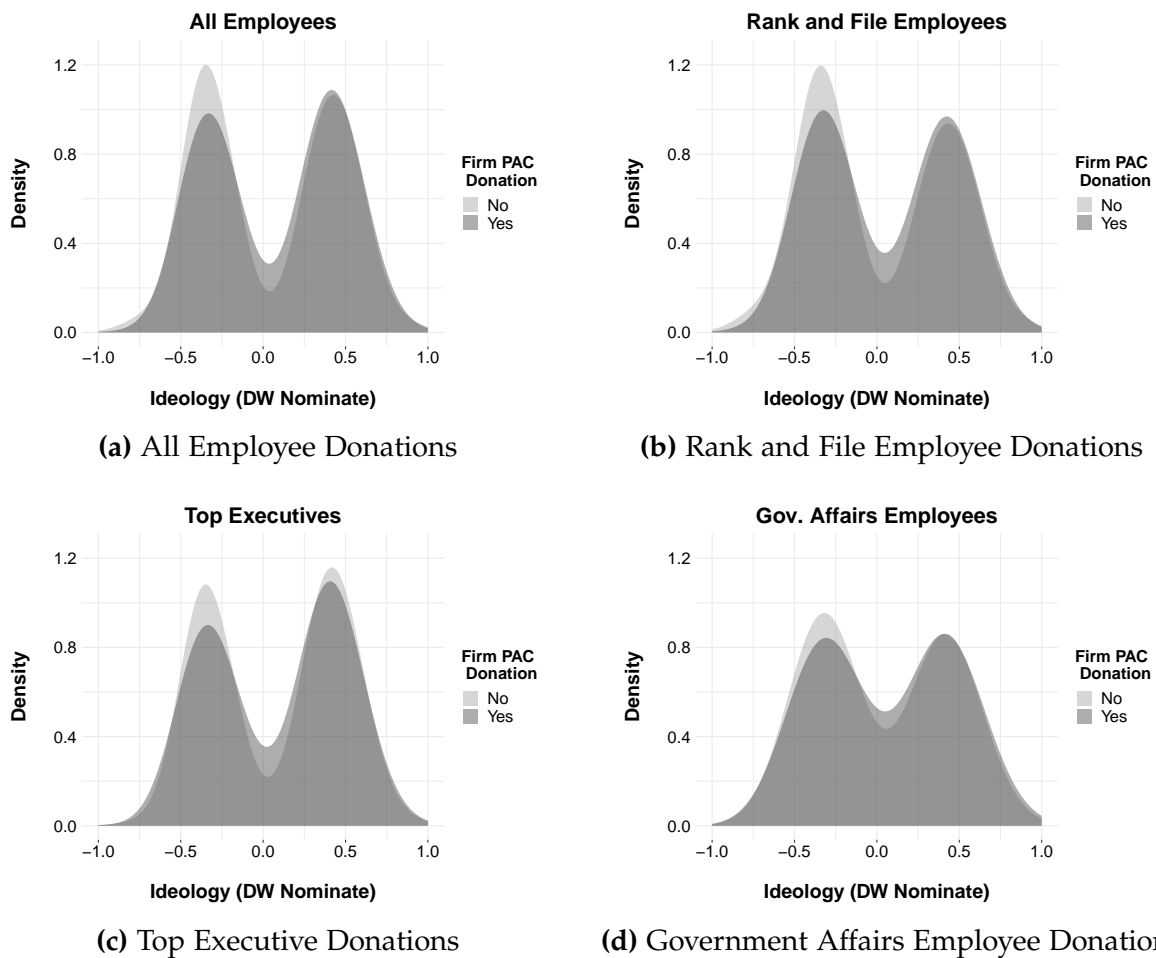 All Employees
1.2
0.8
0.4
0.0
Density
−1.0 −0.5 0.0 0.5 1.0
Ideology (DW Nominate)
Firm PAC
Donation
No
Yes
(a) All Employee Donations
Rank and File Employees
1.2
0.8
0.4
0.0
Density
−1.0 −0.5 0.0 0.5 1.0
Ideology (DW Nominate)
Firm PAC
Donation
No
Yes
(b) Rank and File Employee Donations
Top Executives
1.2
0.8
0.4
0.0
Density
−1.0 −0.5 0.0 0.5 1.0
Ideology (DW Nominate)
Firm PAC
Donation
No
Yes
(c) Top Executive Donations
Gov. Affairs Employees
1.2
0.8
0.4
0.0
Density
−1.0 −0.5 0.0 0.5 1.0
Ideology (DW Nominate)
Firm PAC
Donation
No
Yes
(d) Government Affairs Employee Donation